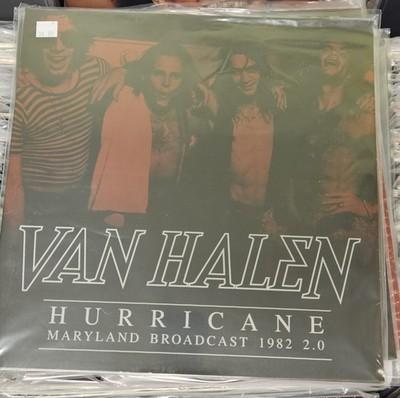 VAN HALEN
HURRICANE
MARYLAND BROADCAST 1982 2.0